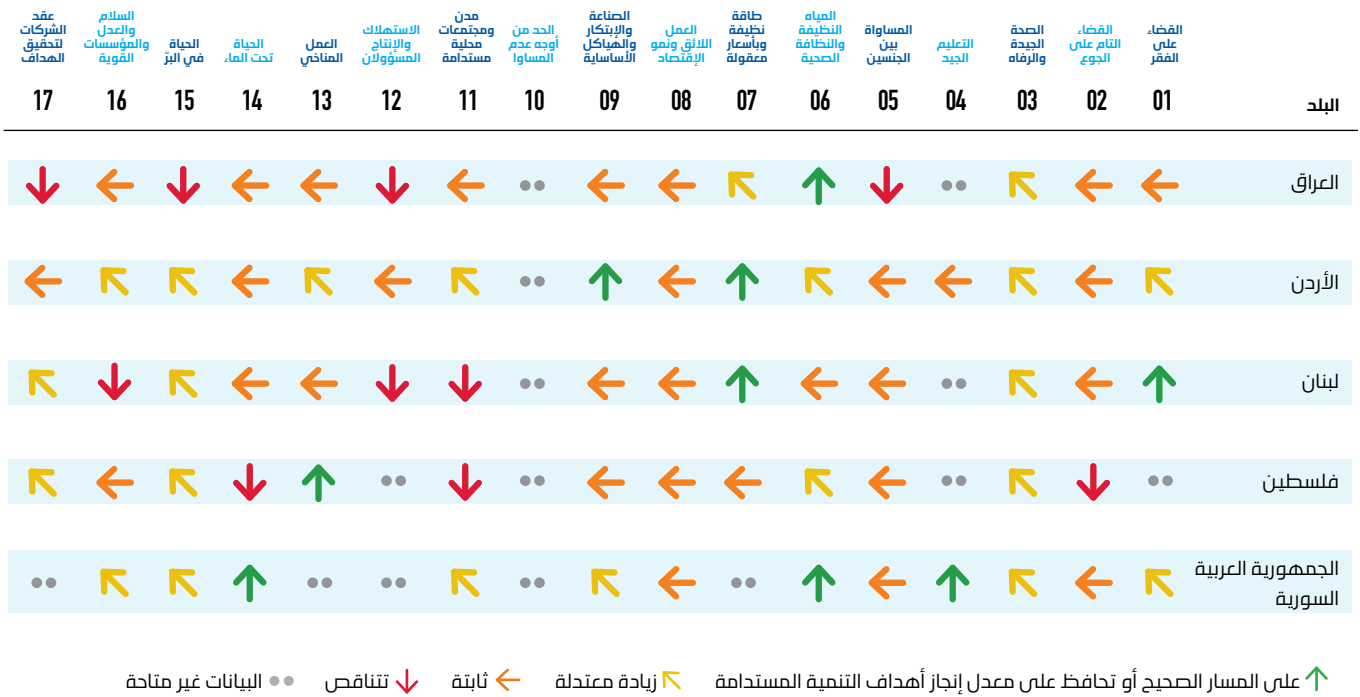 القضاء
على
الفقر
القضاء
التام على
الجوع
الصحة
الجيدة
والرفاه
التعليم
الجيد
المساواة
بين
الجنسين
المياه
النظيفة
والنظافة
الصحية
طاقة
نظيفة
وبأسعار
معقولة
العمل
اللائق ونمو
الإقتصاد
الصناعة
والإبتكار
والهياكل
الأساساية
الحد من
أوجه عدم
المساوا
مدن
ومجتمعات
محلية
مستدامة
الاستهلاك
والإنتاج
المسؤولان
العمل
المناخي
الحياة
تحت الماء
الحياة
في البرّ
السلام
والعدل
والمؤسسات
القوية
عقد
الشركات
لتحقيق
الهداف
البلد 01 02 03 04 05 06 07 08 09 10 11 12 13 14 15 16 17
العراق
الأردن
لبنان
فلسطين
الجمهورية العربية
السورية
على المسار الصحيح أو تحافظ على معدل إنجاز أهداف التنمية المستدامة زيادة معتدلة ثابتة تتناقص البيانات غير متاحة